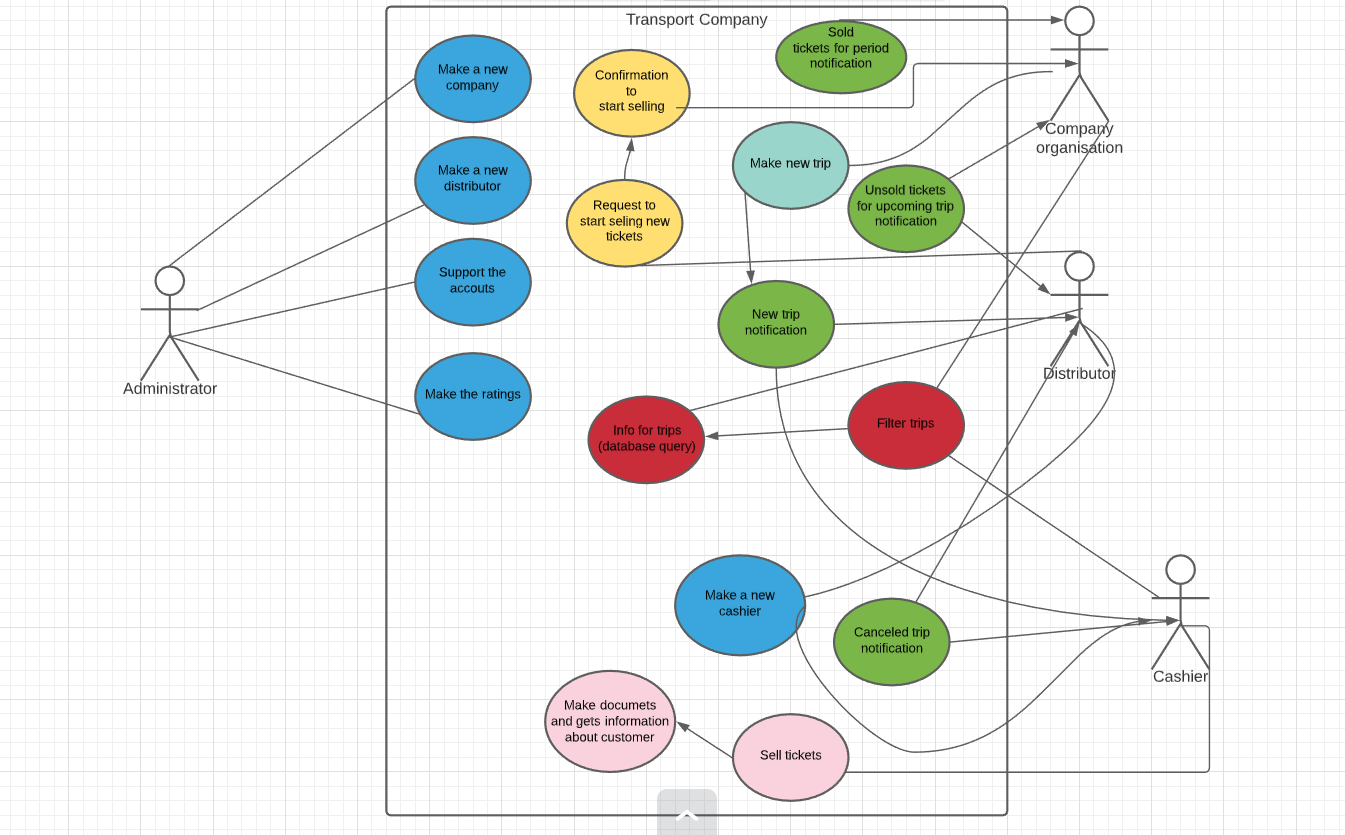 Transport Company
Sold
tickets for period
notification
Make a new
company
Confirmation
to
start selling
Company
organisation
Make new trip
Make a new
distributor
Unsold tickets
for upcoming trip
notification
Request to
start seling new
tickets
Support the
accouts
New trip
notification
Administrator
Distributor
Make the ratings
Info for trips
(database query)
Filter trips
Make a new
cashier
Canceled trip
notification
Cashier
Make documets
and gets information
about customer
Sell tickets